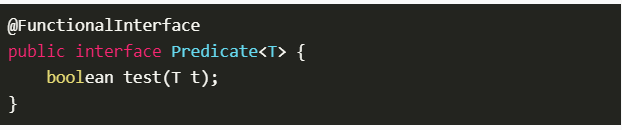 @FunctionalInterface
public interface Predicate<T> {
    boolean test(T t);
}